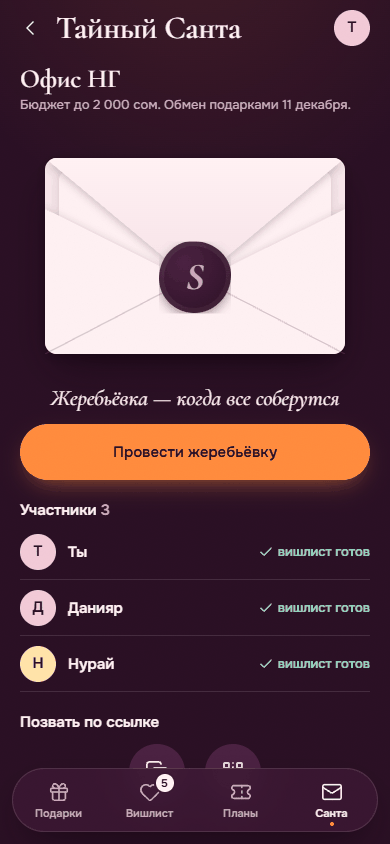 Тайный Санта
Т
Офис НГ
Бюджет до 2 000 сом. Обмен подарками 11 декабря.
S
Жеребьёвка — когда все соберутся
Провести жеребьёвку
Участники 3
Т Ты вишлист готов
Д Данияр вишлист готов
Н Нурай вишлист готов
Позвать по ссылке
5
Подарки Вишлист Планы Санта